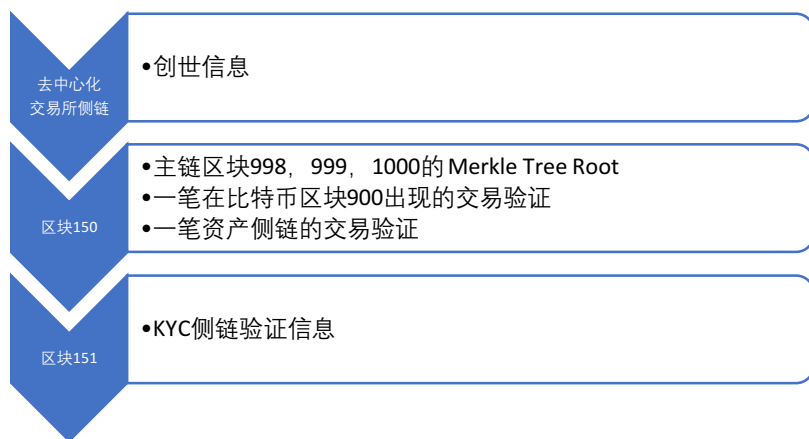 去中心化
交易所侧链
•创世信息
区块150
•主链区块998，999，1000的Merkle Tree Root
•一笔在比特币区块900出现的交易验证
•一笔资产侧链的交易验证
区块151
•KYC侧链验证信息